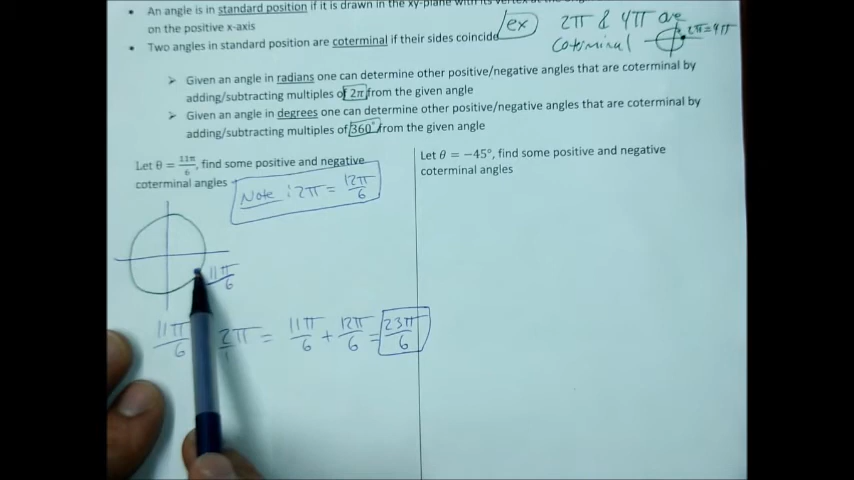 • An angle is in standard position if it is drawn in the xy-plane with its vertex at the
on the positive x-axis
• Two angles in standard position are coterminal if their sides coincide
ex 2π & 4π are
coterminal
2π=4π
➤ Given an angle in radians one can determine other positive/negative angles that are coterminal by
adding/subtracting multiples of 2π from the given angle
➤ Given an angle in degrees one can determine other positive/negative angles that are coterminal by
adding/subtracting multiples of 360° from the given angle
Let θ = 11π/6, find some positive and negative
coterminal angles
Note: 2π = 12π/6
11π/6
11π/6 2π = 11π/6 + 12π/6 = 23π/6
Let θ = −45°, find some positive and negative
coterminal angles